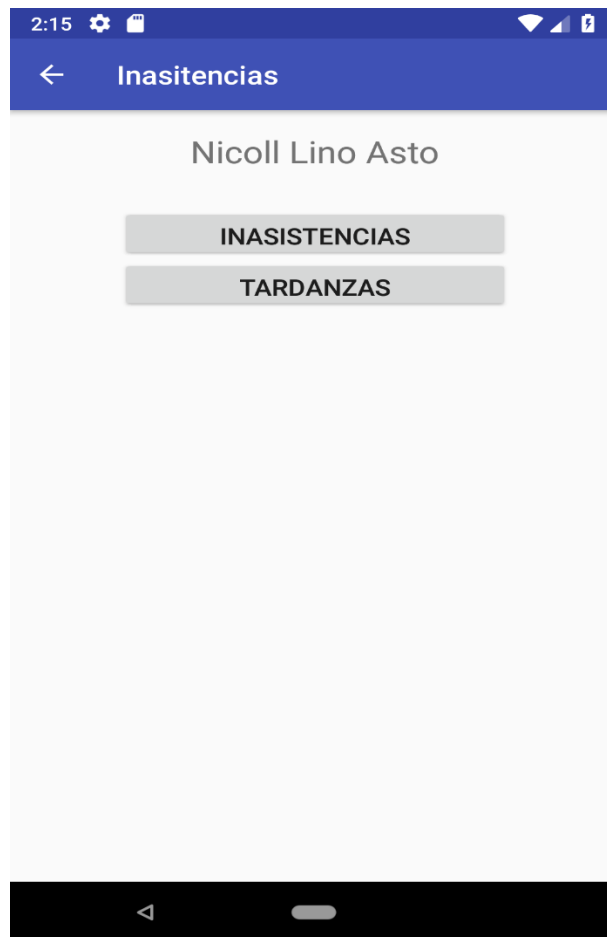 2:15
Inasitencias
Nicoll Lino Asto
INASISTENCIAS
TARDANZAS